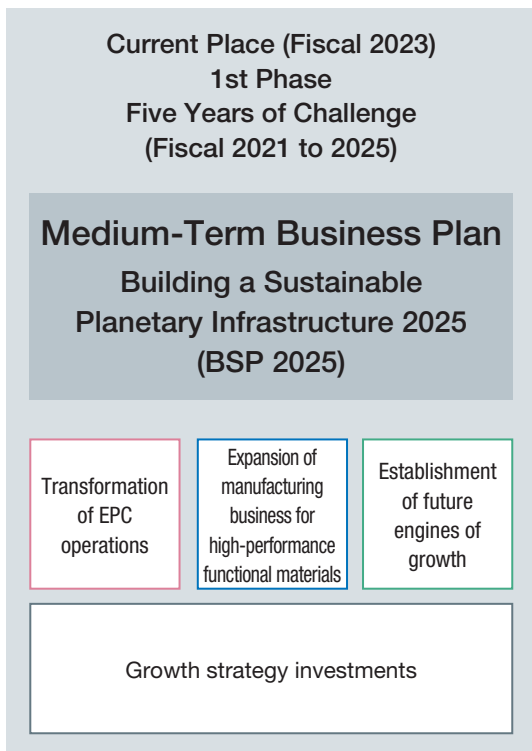 Current Place (Fiscal 2023)
1st Phase
Five Years of Challenge
(Fiscal 2021 to 2025)
Medium-Term Business Plan
Building a Sustainable
Planetary Infrastructure 2025
(BSP 2025)
Transformation
of EPC
operations
Expansion of
manufacturing
business for
high-performance
functional materials
Establishment
of future
engines of
growth
Growth strategy investments